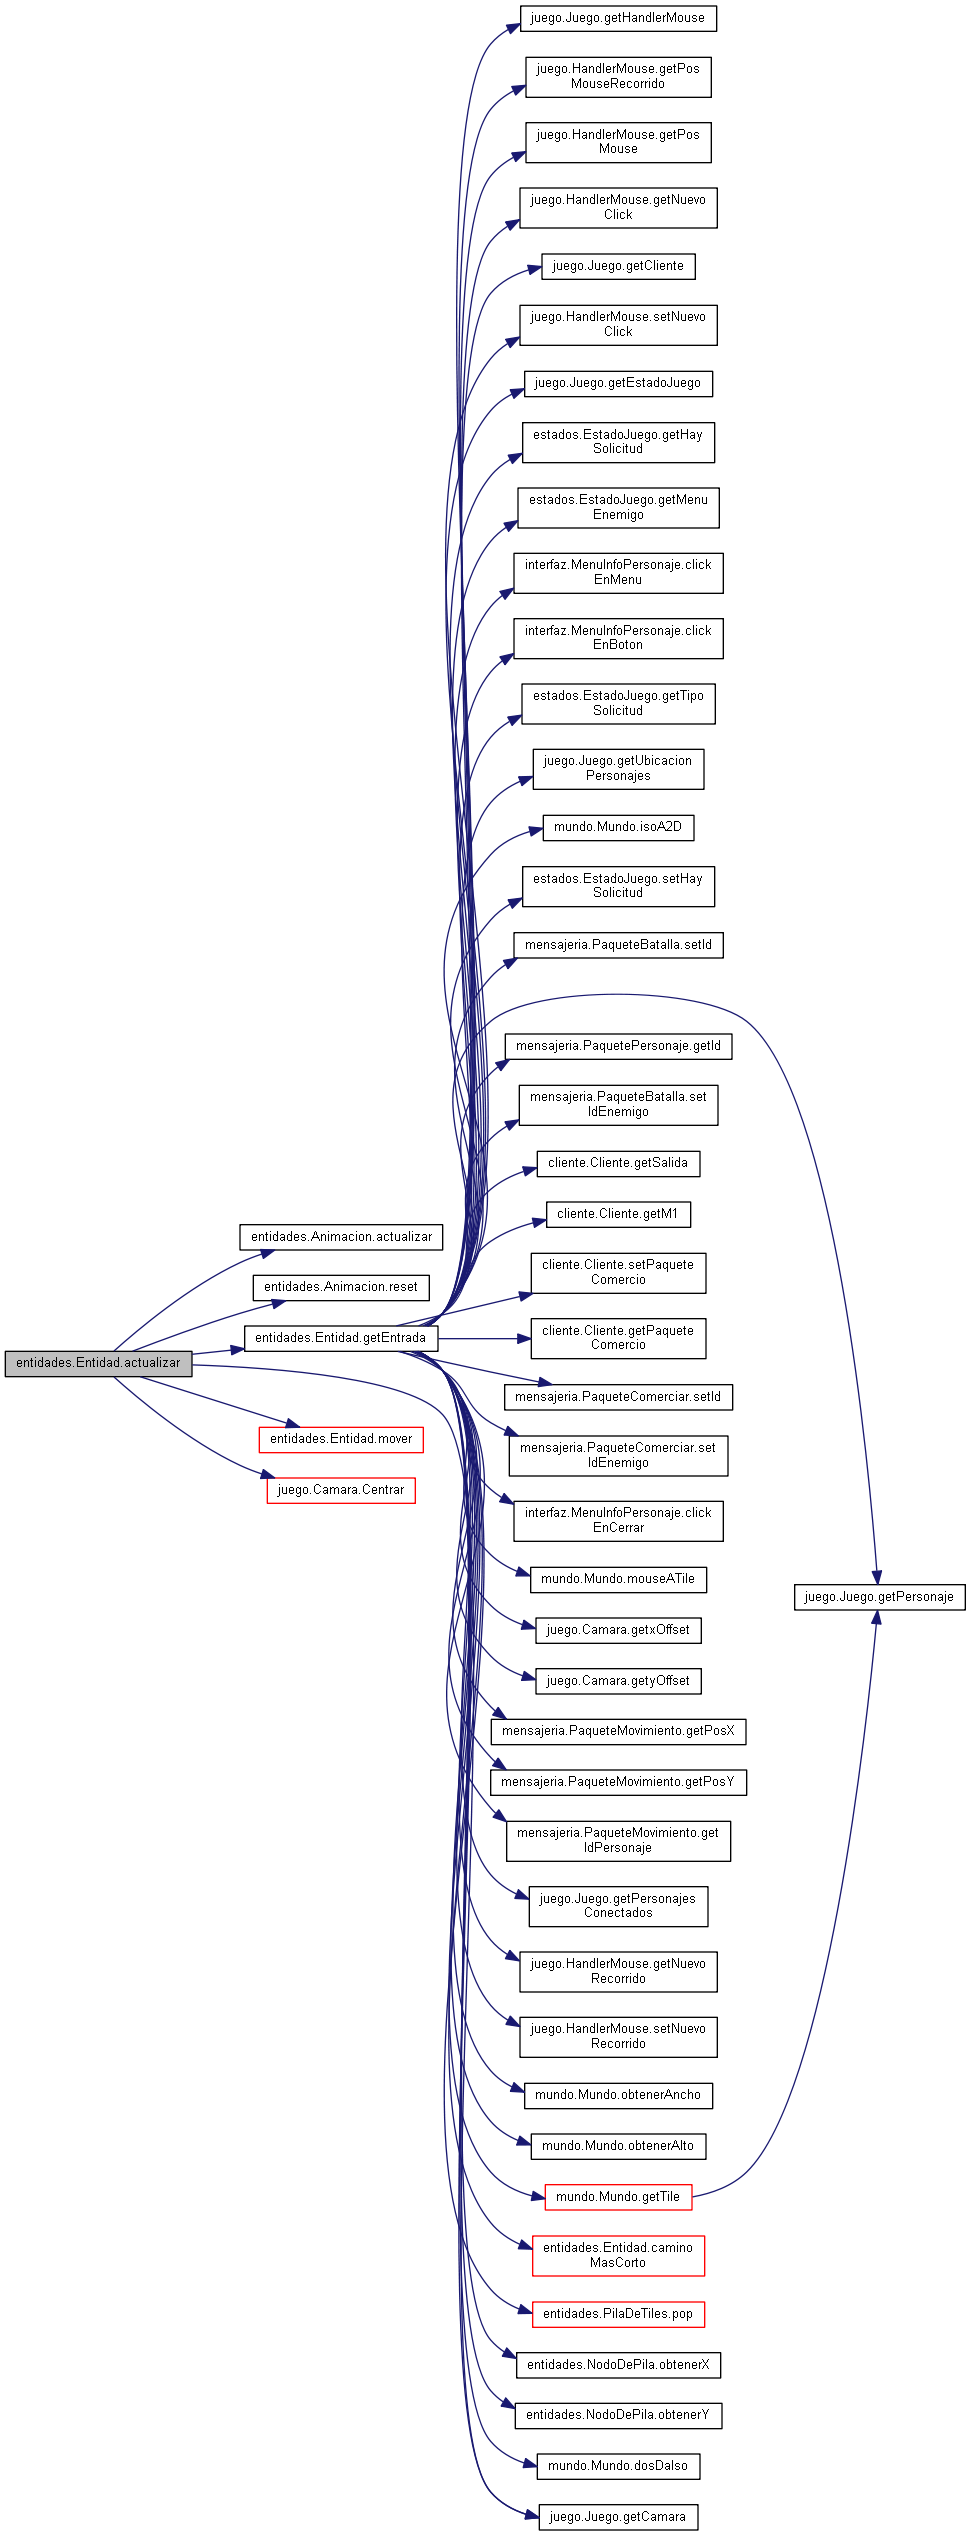 juego.Juego.getHandlerMouse
juego.HandlerMouse.getPos
MouseRecorrido
juego.HandlerMouse.getPos
Mouse
juego.HandlerMouse.getNuevo
Click
juego.Juego.getCliente
juego.HandlerMouse.setNuevo
Click
juego.Juego.getEstadoJuego
estados.EstadoJuego.getHay
Solicitud
estados.EstadoJuego.getMenu
Enemigo
interfaz.MenuInfoPersonaje.click
EnMenu
interfaz.MenuInfoPersonaje.click
EnBoton
estados.EstadoJuego.getTipo
Solicitud
juego.Juego.getUbicacion
Personajes
mundo.Mundo.isoA2D
estados.EstadoJuego.setHay
Solicitud
mensajeria.PaqueteBatalla.setId
mensajeria.PaquetePersonaje.getId
mensajeria.PaqueteBatalla.set
IdEnemigo
cliente.Cliente.getSalida
cliente.Cliente.getM1
entidades.Animacion.actualizar
cliente.Cliente.setPaquete
Comercio
entidades.Animacion.reset
entidades.Entidad.getEntrada
cliente.Cliente.getPaquete
Comercio
entidades.Entidad.actualizar
mensajeria.PaqueteComerciar.setId
entidades.Entidad.mover
mensajeria.PaqueteComerciar.set
IdEnemigo
juego.Camara.Centrar
interfaz.MenuInfoPersonaje.click
EnCerrar
mundo.Mundo.mouseATile
juego.Juego.getPersonaje
juego.Camara.getxOffset
juego.Camara.getyOffset
mensajeria.PaqueteMovimiento.getPosX
mensajeria.PaqueteMovimiento.getPosY
mensajeria.PaqueteMovimiento.get
IdPersonaje
juego.Juego.getPersonajes
Conectados
juego.HandlerMouse.getNuevo
Recorrido
juego.HandlerMouse.setNuevo
Recorrido
mundo.Mundo.obtenerAncho
mundo.Mundo.obtenerAlto
mundo.Mundo.getTile
entidades.Entidad.camino
MasCorto
entidades.PilaDeTiles.pop
entidades.NodoDePila.obtenerX
entidades.NodoDePila.obtenerY
mundo.Mundo.dosDaIso
juego.Juego.getCamara